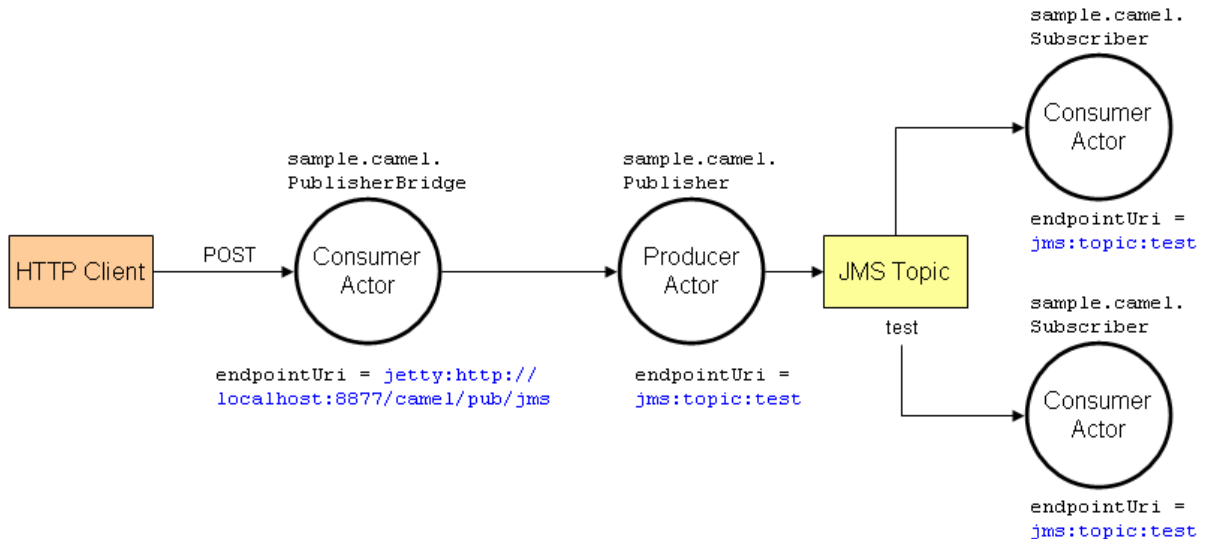 HTTP Client
POST
sample.camel.
PublisherBridge
Consumer
Actor
endpointUri = jetty:http://
localhost:8877/camel/pub/jms
sample.camel.
Publisher
Producer
Actor
endpointUri =
jms:topic:test
JMS Topic
test
sample.camel.
Subscriber
Consumer
Actor
endpointUri =
jms:topic:test
sample.camel.
Subscriber
Consumer
Actor
endpointUri =
jms:topic:test